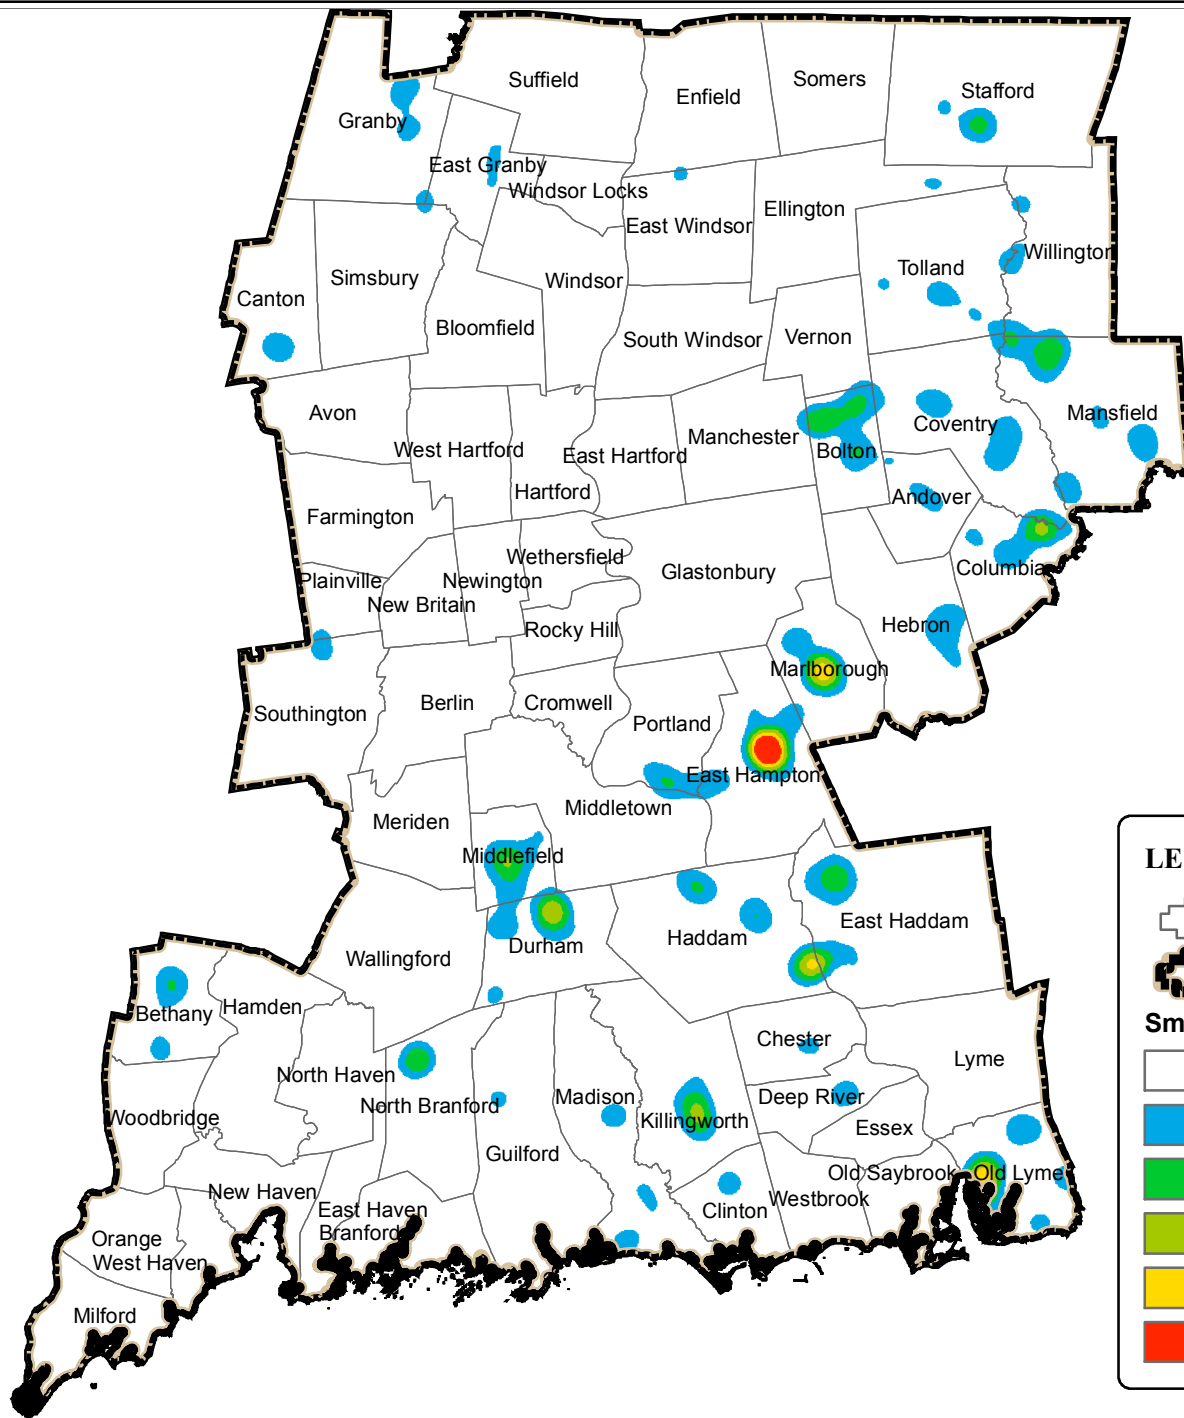 Suffield
Somers
Enfield
Stafford
Granby
East Granby
Windsor Locks
Ellington
East Windsor
Willington
Tolland
Simsbury
Windsor
Canton
Bloomfield
South Windsor
Vernon
Avon
Mansfield
Coventry
Manchester
West Hartford
East Hartford
Bolton
Hartford
Andover
Farmington
Wethersfield
Columbia
Glastonbury
Plainville
Newington
New Britain
Hebron
Rocky Hill
Marlborough
Berlin
Cromwell
Southington
Portland
East Hampton
Middletown
Meriden
Middlefield
LE
East Haddam
Haddam
Durham
Wallingford
Hamden
Bethany
Sm
Chester
Lyme
North Haven
Madison
Deep River
North Branford
Woodbridge
Killingworth
Essex
Guilford
Old Saybrook
Old Lyme
New Haven
Westbrook
East Haven
Clinton
Branford
Orange
West Haven
Milford